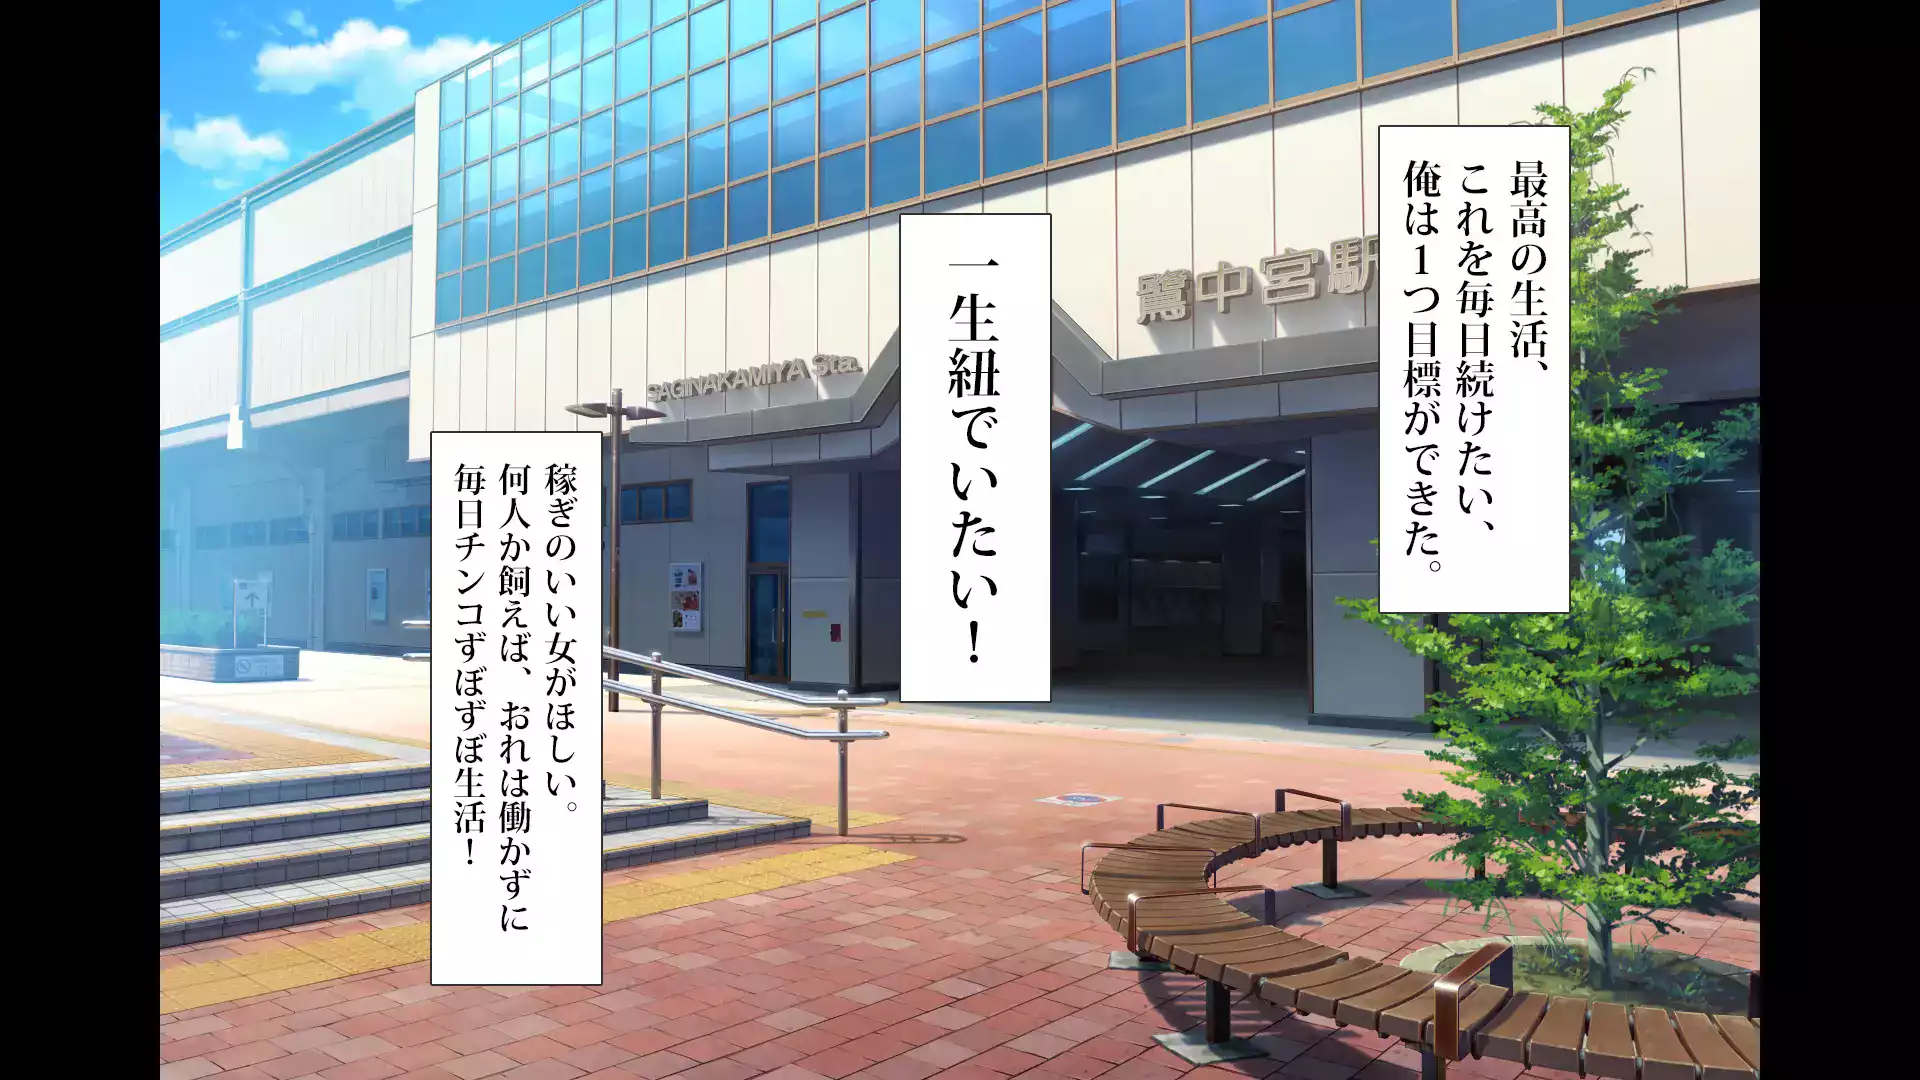 最高の生活、
これを毎日続けたい、
俺は1つ目標ができた。
一生紐でいたい！
稼ぎのいい女がほしい。
何人か飼えば、おれは働かずに
毎日チンコずぼずぼ生活！
鷺中宮駅
SAGINAKAMIYA Sta.